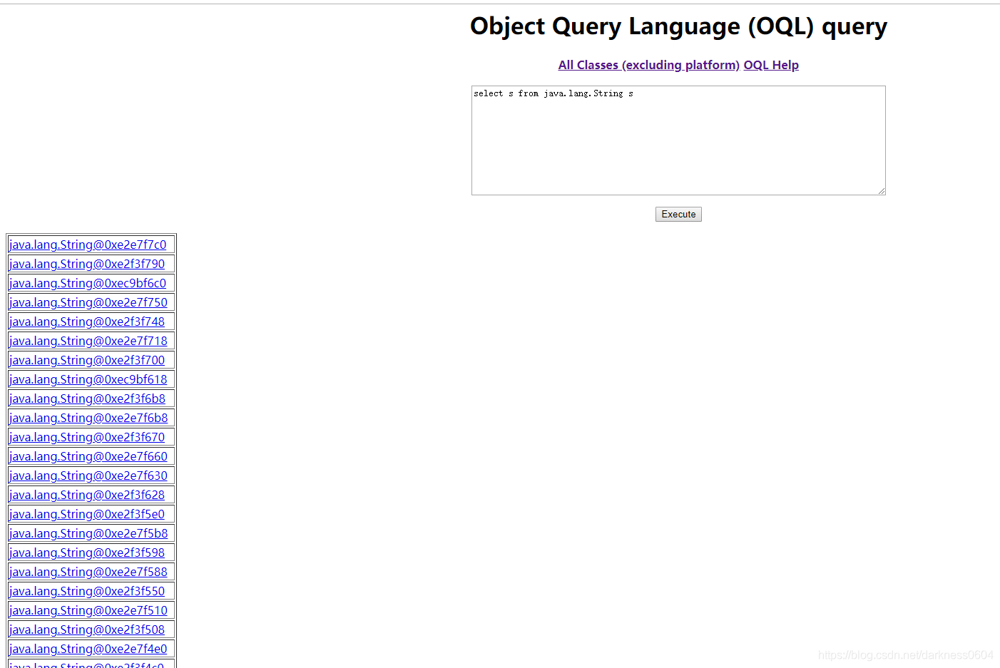 Object Query Language (OQL) query
All Classes (excluding platform) OQL Help
select s from java.lang.String s
Execute
java.lang.String@0xe2e7f7c0
java.lang.String@0xe2f3f790
java.lang.String@0xec9bf6c0
java.lang.String@0xe2e7f750
java.lang.String@0xe2f3f748
java.lang.String@0xe2e7f718
java.lang.String@0xe2f3f700
java.lang.String@0xec9bf618
java.lang.String@0xe2f3f6b8
java.lang.String@0xe2e7f6b8
java.lang.String@0xe2f3f670
java.lang.String@0xe2e7f660
java.lang.String@0xe2e7f630
java.lang.String@0xe2f3f628
java.lang.String@0xe2f3f5e0
java.lang.String@0xe2e7f5b8
java.lang.String@0xe2f3f598
java.lang.String@0xe2e7f588
java.lang.String@0xe2f3f550
java.lang.String@0xe2e7f510
java.lang.String@0xe2f3f508
java.lang.String@0xe2e7f4e0
java.lang.String@0xe2f3f4c0
https://blog.csdn.net/darkness0604